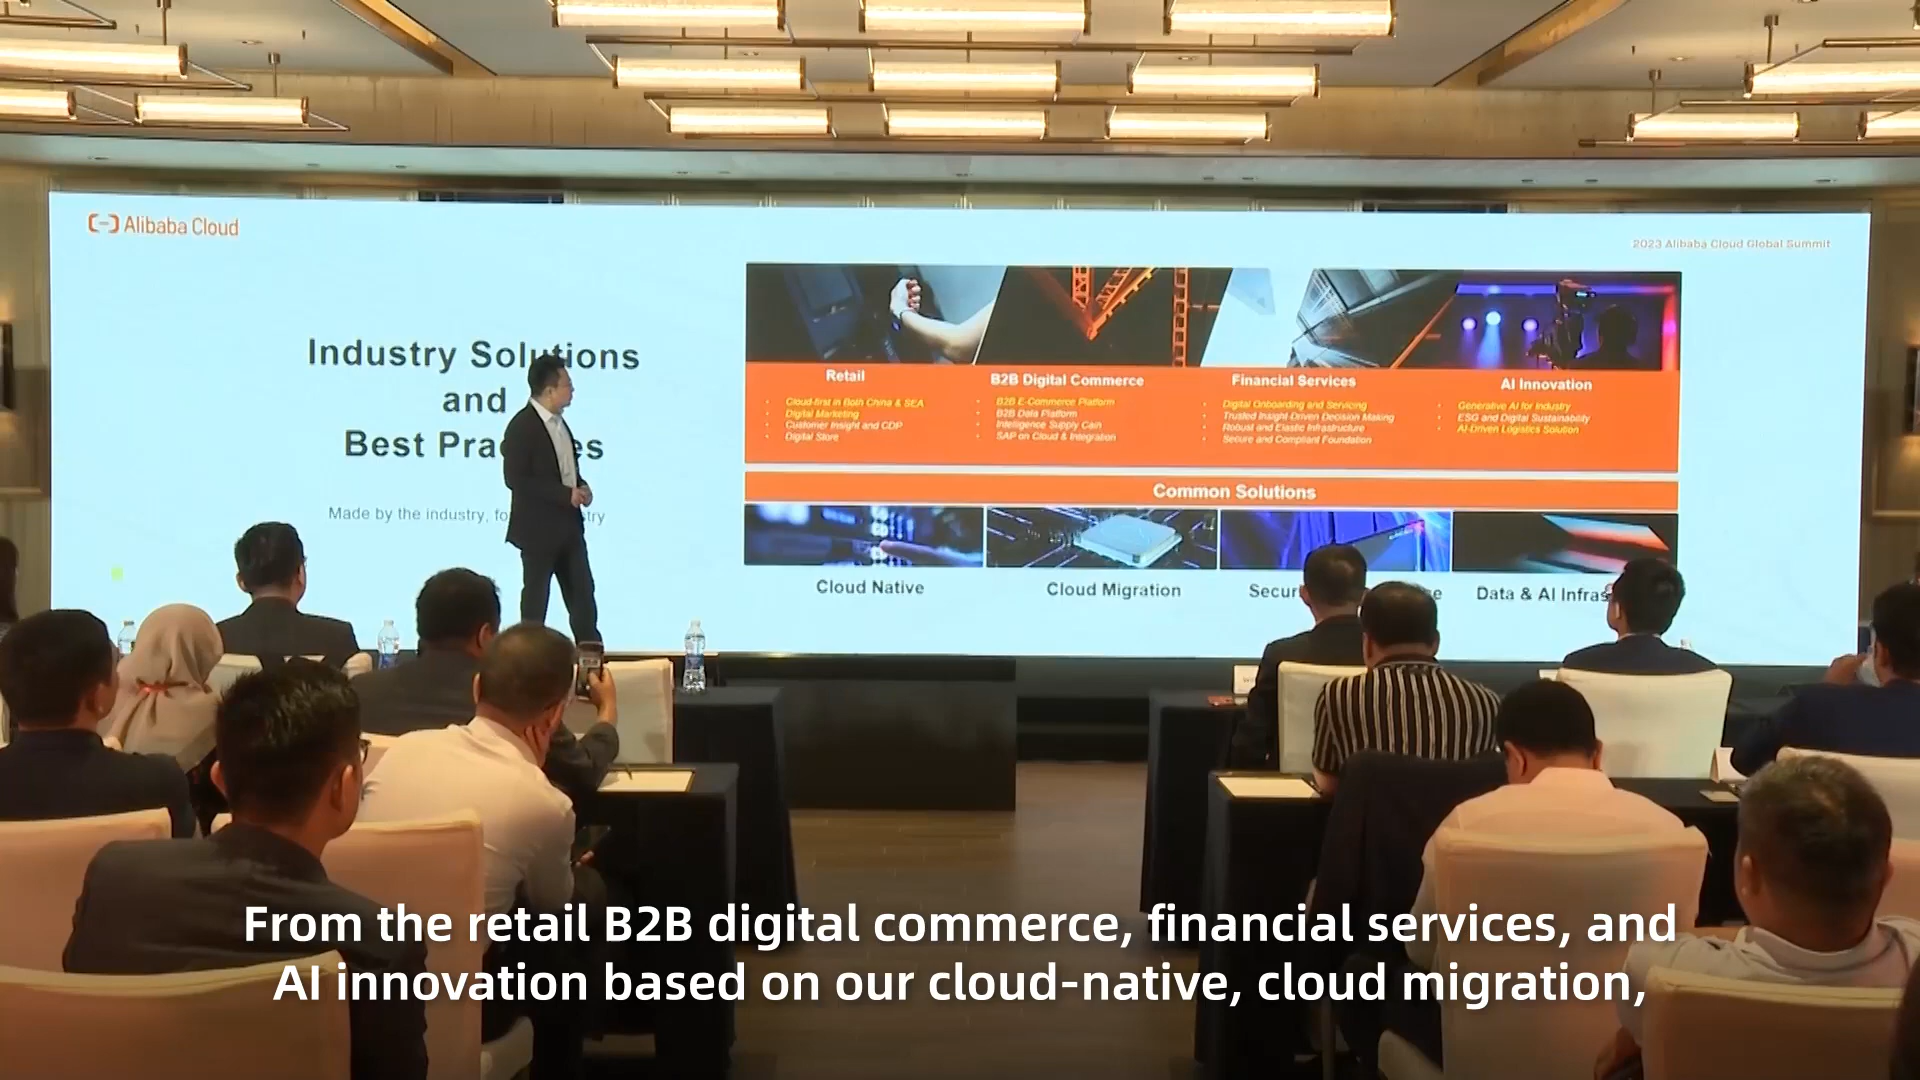 Alibaba Cloud
2023 Alibaba Cloud Global Summit
Industry Solutions
and
Best Prac es
Made by the industry, fo try
Retail
Cloud-first in Both China & SEA
Digital Marketing
Customer Insight and CDP
Digital Store
B2B Digital Commerce
B2B E-Commerce Platform
B2B Data Platform
Intelligence Supply Cain
SAP on Cloud & Integration
Financial Services
Digital Onboarding and Servicing
Trusted Insight-Driven Decision Making
Robust and Elastic Infrastructure
Secure and Compliant Foundation
AI Innovation
Generative AI for Industry
ESG and Digital Sustainability
AI-Driven Logistics Solution
Common Solutions
Cloud Native
Cloud Migration
Secur
Data & AI Infras
From the retail B2B digital commerce, financial services, and
AI innovation based on our cloud-native, cloud migration,